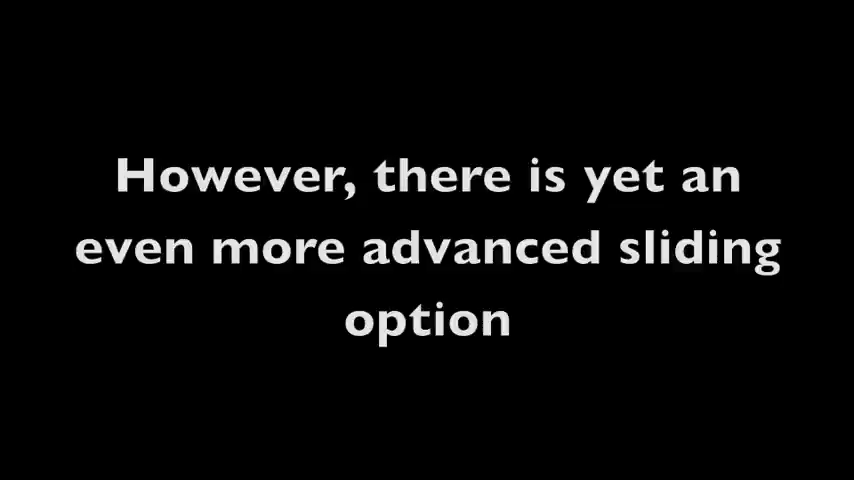 However, there is yet an
even more advanced sliding
option